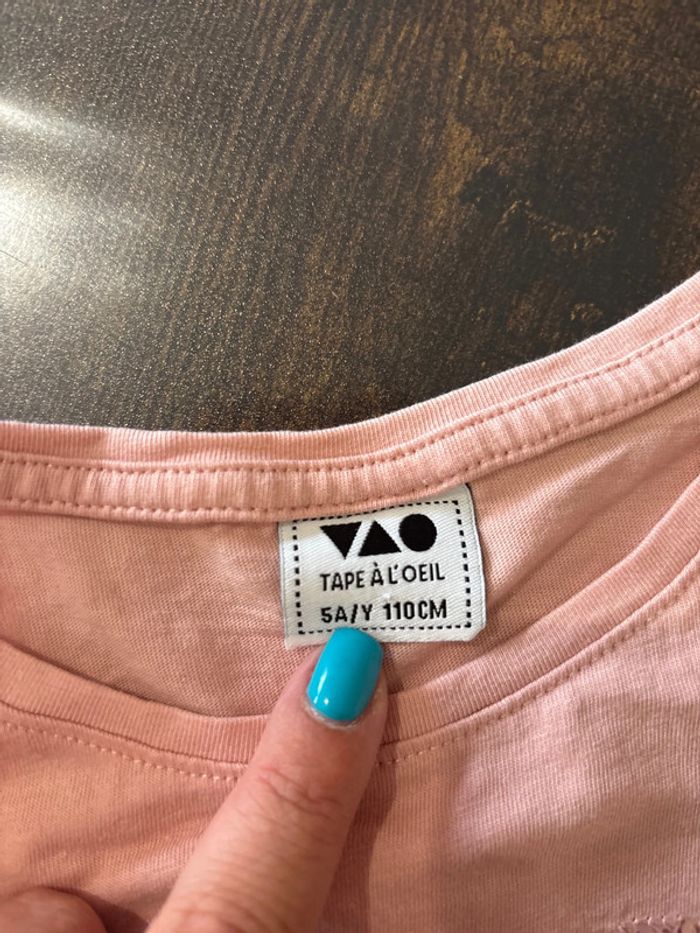 TAPE À L'OEIL
5A/Y 110CM